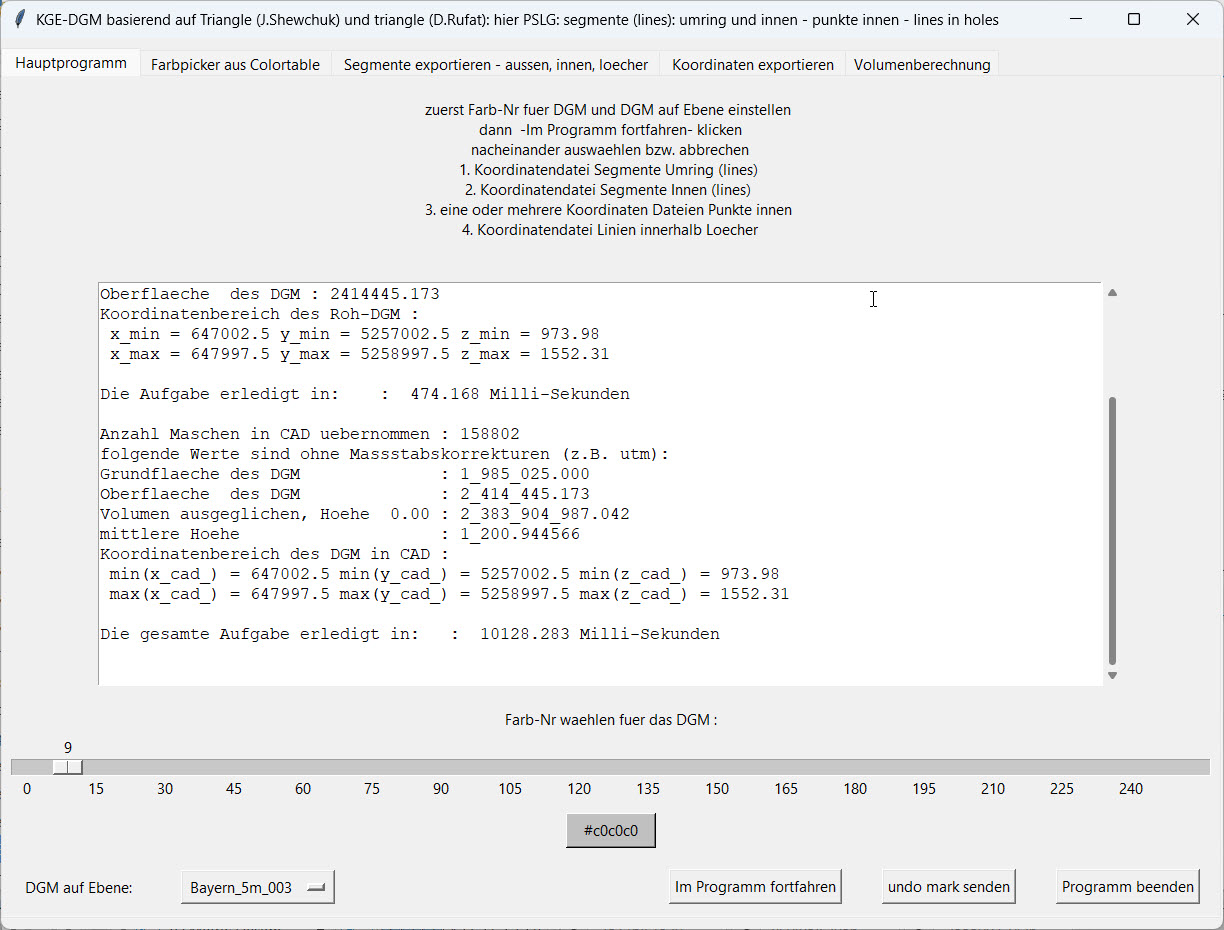 KGE-DGM basierend auf Triangle (J.Shewchuk) und triangle (D.Rufat): hier PSLG: segmente (lines): umring und innen - punkte innen - lines in holes
Hauptprogramm Farbpicker aus Colortable Segmente exportieren - aussen, innen, loecher Koordinaten exportieren Volumenberechnung
zuerst Farb-Nr fuer DGM und DGM auf Ebene einstellen
dann -Im Programm fortfahren- klicken
nacheinander auswaehlen bzw. abbrechen
1. Koordinatendatei Segmente Umring (lines)
2. Koordinatendatei Segmente Innen (lines)
3. eine oder mehrere Koordinaten Dateien Punkte innen
4. Koordinatendatei Linien innerhalb Loecher
Oberflaeche  des DGM : 2414445.173
Koordinatenbereich des Roh-DGM :
 x_min = 647002.5 y_min = 5257002.5 z_min = 973.98
 x_max = 647997.5 y_max = 5258997.5 z_max = 1552.31
Die Aufgabe erledigt in:    :  474.168 Milli-Sekunden
Anzahl Maschen in CAD uebernommen : 158802
folgende Werte sind ohne Massstabskorrekturen (z.B. utm):
Grundflaeche des DGM              : 1_985_025.000
Oberflaeche  des DGM              : 2_414_445.173
Volumen ausgeglichen, Hoehe  0.00 : 2_383_904_987.042
mittlere Hoehe                    : 1_200.944566
Koordinatenbereich des DGM in CAD :
 min(x_cad_) = 647002.5 min(y_cad_) = 5257002.5 min(z_cad_) = 973.98
 max(x_cad_) = 647997.5 max(y_cad_) = 5258997.5 max(z_cad_) = 1552.31
Die gesamte Aufgabe erledigt in:   :  10128.283 Milli-Sekunden
Farb-Nr waehlen fuer das DGM :
9
0 15 30 45 60 75 90 105 120 135 150 165 180 195 210 225 240
#c0c0c0
DGM auf Ebene: Bayern_5m_003 Im Programm fortfahren undo mark senden Programm beenden